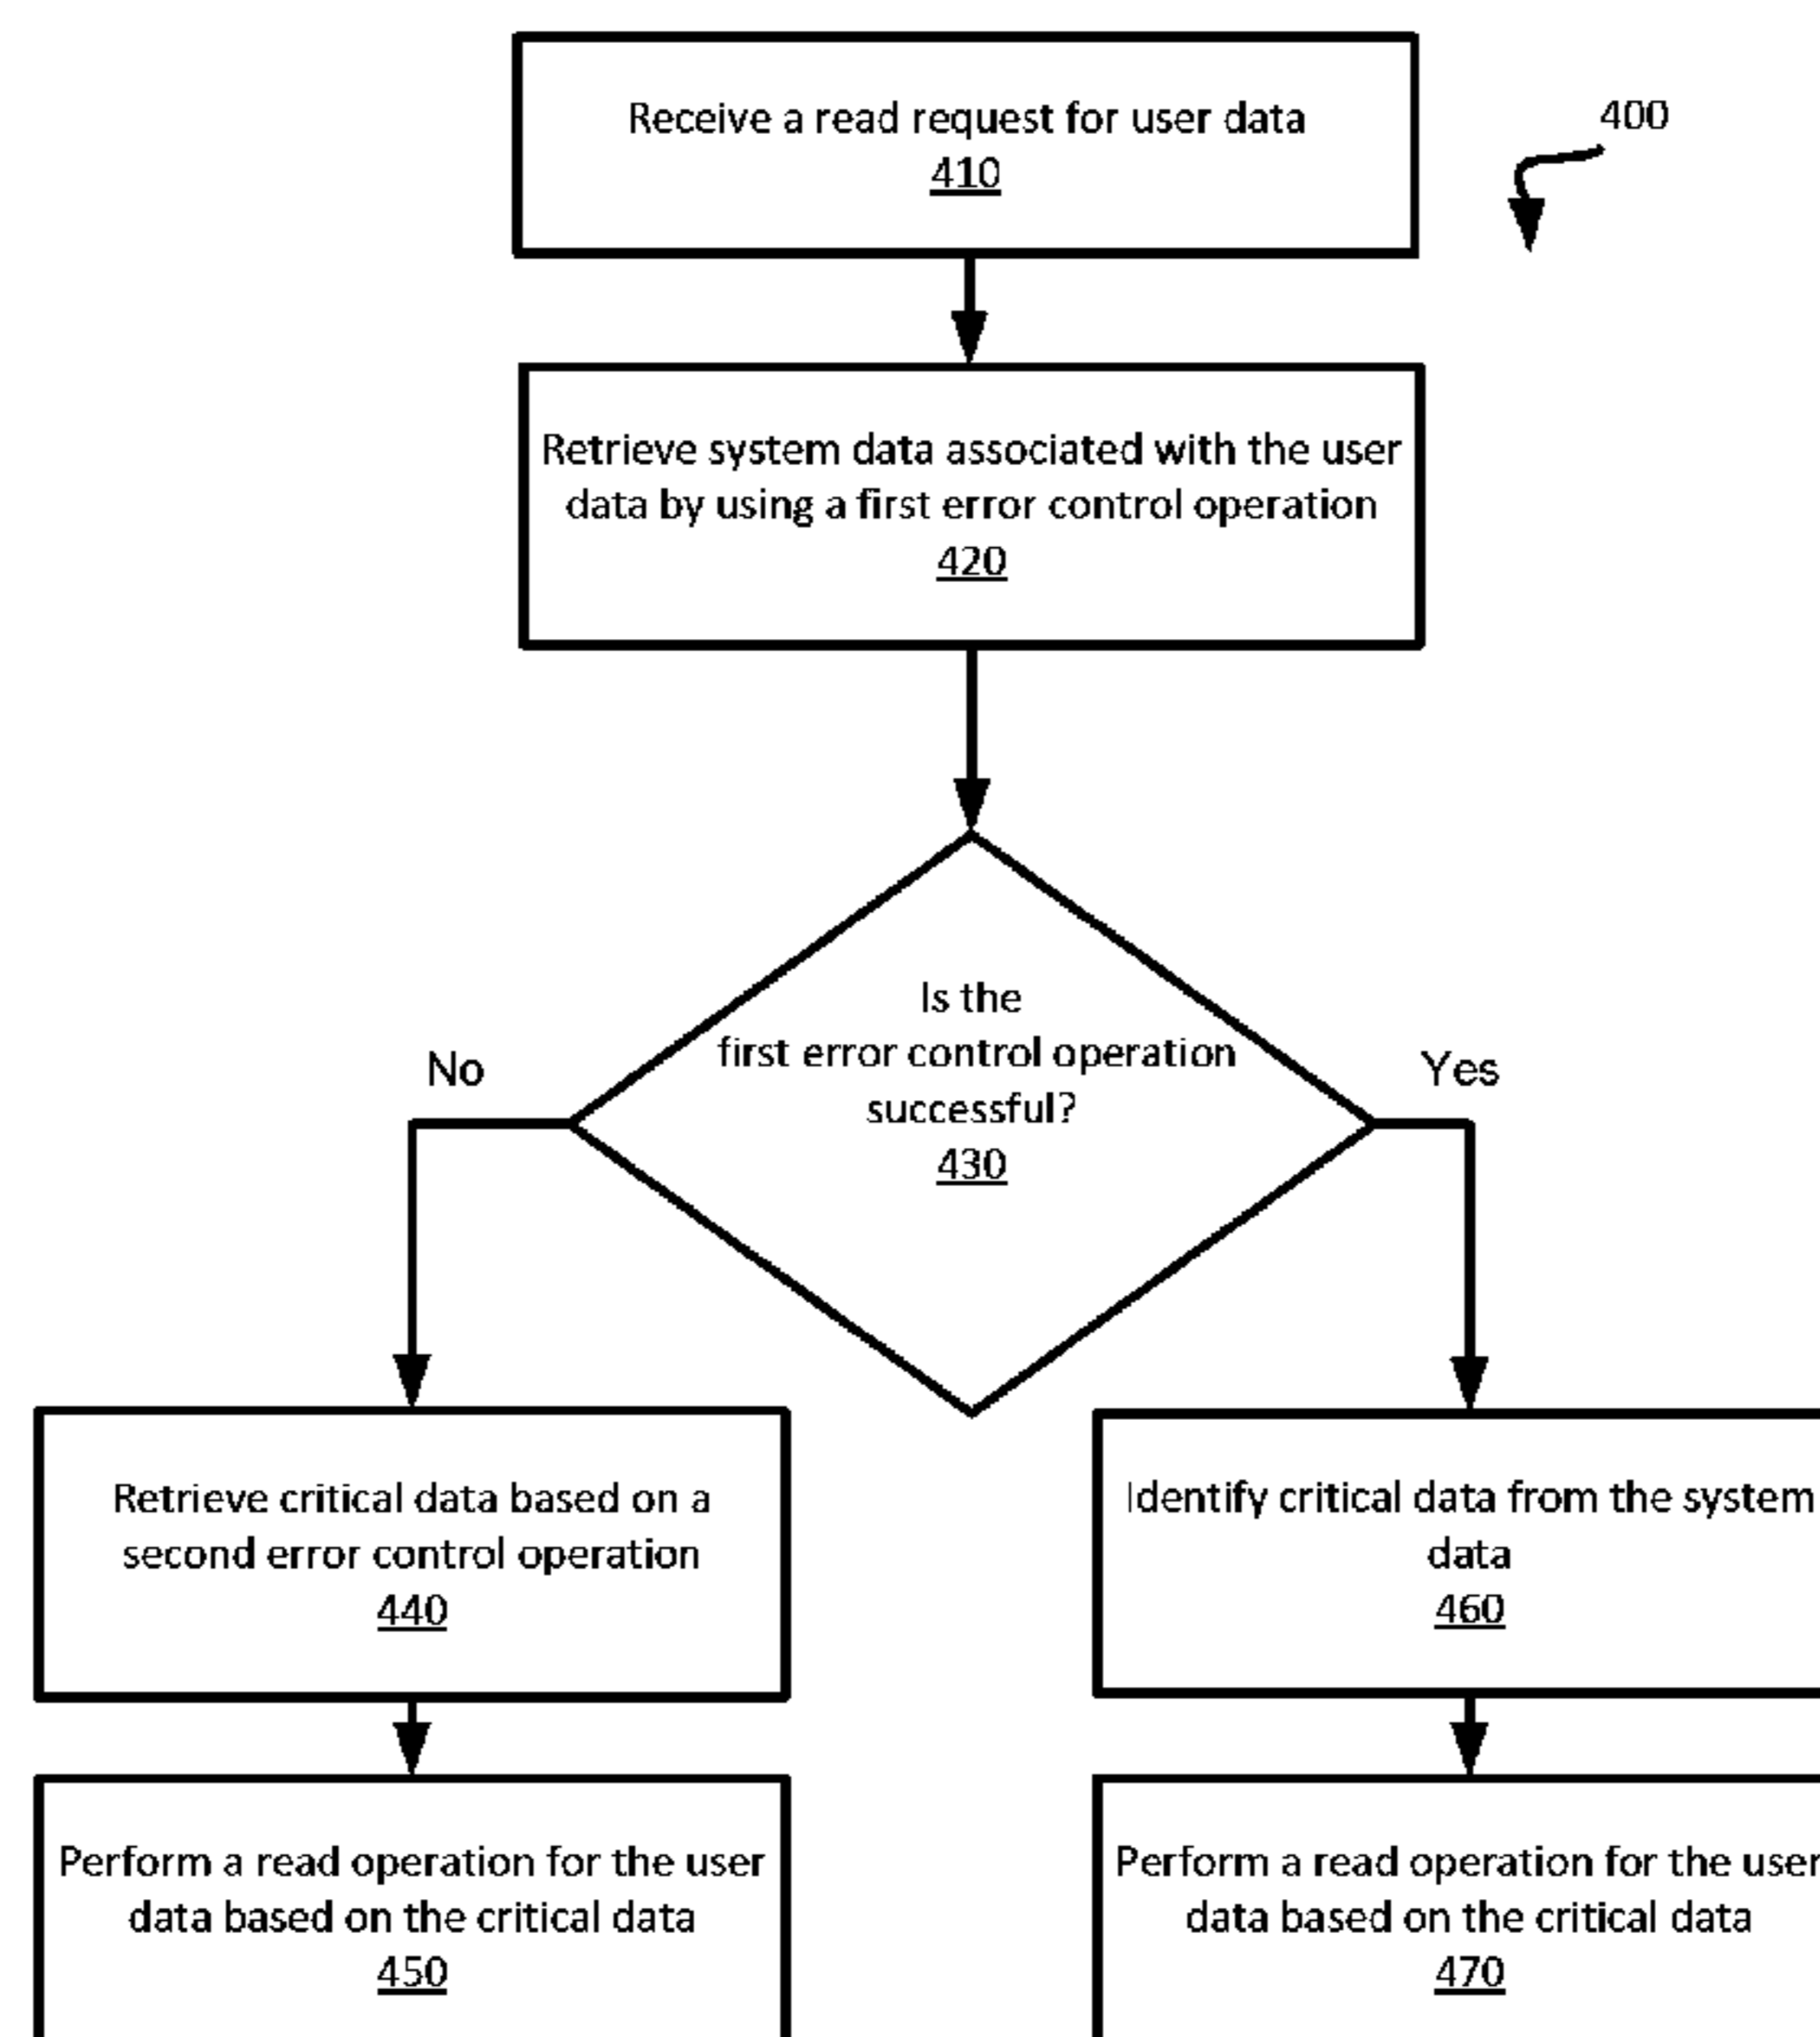 Receive a read request for user data
410
400
Retrieve system data associated with the user
data by using a first error control operation
420
Is the
first error control operation
successful?
430
No
Yes
Retrieve critical data based on a
second error control operation
440
Identify critical data from the system
data
460
Perform a read operation for the user
data based on the critical data
450
Perform a read operation for the user
data based on the critical data
470